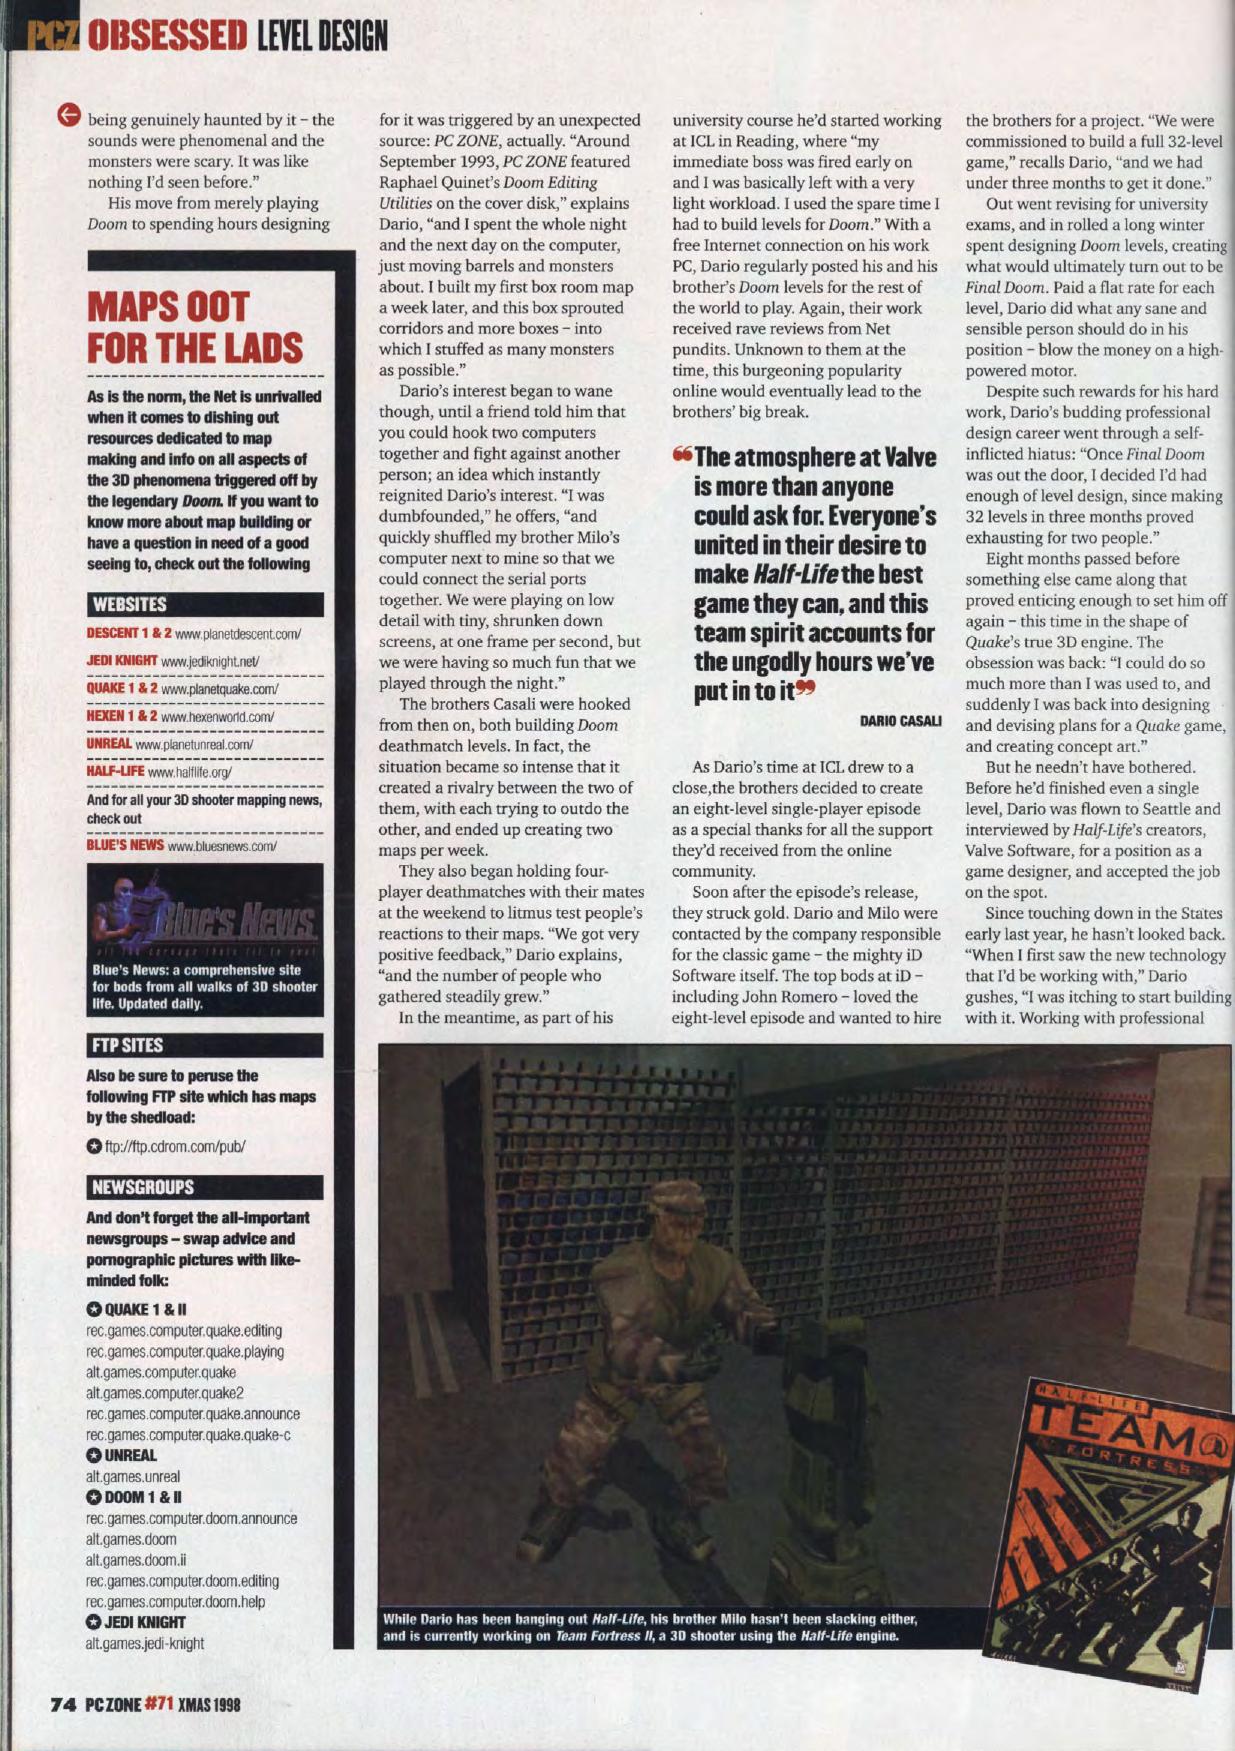 PCZ OBSESSED LEVEL DESIGN
being genuinely haunted by it – the
sounds were phenomenal and the
monsters were scary. It was like
nothing I'd seen before."
His move from merely playing
Doom to spending hours designing
MAPS OOT
FOR THE LADS
As is the norm, the Net is unrivalled
when it comes to dishing out
resources dedicated to map
making and info on all aspects of
the 3D phenomena triggered off by
the legendary Doom. If you want to
know more about map building or
have a question in need of a good
seeing to, check out the following
WEBSITES
DESCENT 1 & 2 www.planetdescent.com/
JEDI KNIGHT www.jediknight.net/
QUAKE 1 & 2 www.planetquake.com/
HEXEN 1 & 2 www.hexenworld.com/
UNREAL www.planetunreal.com/
HALF-LIFE www.halflife.org/
And for all your 3D shooter mapping news,
check out
BLUE'S NEWS www.bluesnews.com/
Blue's News
all the carnage thats fit to post
Blue's News: a comprehensive site
for bods from all walks of 3D shooter
life. Updated daily.
FTP SITES
Also be sure to peruse the
following FTP site which has maps
by the shedload:
ftp://ftp.cdrom.com/pub/
NEWSGROUPS
And don't forget the all-important
newsgroups – swap advice and
pornographic pictures with like-
minded folk:
QUAKE 1 & II
rec.games.computer.quake.editing
rec.games.computer.quake.playing
alt.games.computer.quake
alt.games.computer.quake2
rec.games.computer.quake.announce
rec.games.computer.quake.quake-c
UNREAL
alt.games.unreal
DOOM 1 & II
rec.games.computer.doom.announce
alt.games.doom
alt.games.doom.ii
rec.games.computer.doom.editing
rec.games.computer.doom.help
JEDI KNIGHT
alt.games.jedi-knight
for it was triggered by an unexpected
source: PC ZONE, actually. "Around
September 1993, PC ZONE featured
Raphael Quinet's Doom Editing
Utilities on the cover disk," explains
Dario, "and I spent the whole night
and the next day on the computer,
just moving barrels and monsters
about. I built my first box room map
a week later, and this box sprouted
corridors and more boxes – into
which I stuffed as many monsters
as possible."
Dario's interest began to wane
though, until a friend told him that
you could hook two computers
together and fight against another
person; an idea which instantly
reignited Dario's interest. "I was
dumbfounded," he offers, "and
quickly shuffled my brother Milo's
computer next to mine so that we
could connect the serial ports
together. We were playing on low
detail with tiny, shrunken down
screens, at one frame per second, but
we were having so much fun that we
played through the night."
The brothers Casali were hooked
from then on, both building Doom
deathmatch levels. In fact, the
situation became so intense that it
created a rivalry between the two of
them, with each trying to outdo the
other, and ended up creating two
maps per week.
They also began holding four-
player deathmatches with their mates
at the weekend to litmus test people's
reactions to their maps. "We got very
positive feedback," Dario explains,
"and the number of people who
gathered steadily grew."
In the meantime, as part of his
university course he'd started working
at ICL in Reading, where "my
immediate boss was fired early on
and I was basically left with a very
light workload. I used the spare time I
had to build levels for Doom." With a
free Internet connection on his work
PC, Dario regularly posted his and his
brother's Doom levels for the rest of
the world to play. Again, their work
received rave reviews from Net
pundits. Unknown to them at the
time, this burgeoning popularity
online would eventually lead to the
brothers' big break.
“The atmosphere at Valve
is more than anyone
could ask for. Everyone's
united in their desire to
make Half-Life the best
game they can, and this
team spirit accounts for
the ungodly hours we've
put in to it”
DARIO CASALI
As Dario's time at ICL drew to a
close,the brothers decided to create
an eight-level single-player episode
as a special thanks for all the support
they'd received from the online
community.
Soon after the episode's release,
they struck gold. Dario and Milo were
contacted by the company responsible
for the classic game – the mighty iD
Software itself. The top bods at iD –
including John Romero – loved the
eight-level episode and wanted to hire
the brothers for a project. "We were
commissioned to build a full 32-level
game," recalls Dario, "and we had
under three months to get it done."
Out went revising for university
exams, and in rolled a long winter
spent designing Doom levels, creating
what would ultimately turn out to be
Final Doom. Paid a flat rate for each
level, Dario did what any sane and
sensible person should do in his
position – blow the money on a high-
powered motor.
Despite such rewards for his hard
work, Dario's budding professional
design career went through a self-
inflicted hiatus: "Once Final Doom
was out the door, I decided I'd had
enough of level design, since making
32 levels in three months proved
exhausting for two people."
Eight months passed before
something else came along that
proved enticing enough to set him off
again – this time in the shape of
Quake's true 3D engine. The
obsession was back: "I could do so
much more than I was used to, and
suddenly I was back into designing
and devising plans for a Quake game,
and creating concept art."
But he needn't have bothered.
Before he'd finished even a single
level, Dario was flown to Seattle and
interviewed by Half-Life's creators,
Valve Software, for a position as a
game designer, and accepted the job
on the spot.
Since touching down in the States
early last year, he hasn't looked back.
"When I first saw the new technology
that I'd be working with," Dario
gushes, "I was itching to start building
with it. Working with professional
HALF-LIFE
TEAM
FORTRESS
While Dario has been banging out Half-Life, his brother Milo hasn't been slacking either,
and is currently working on Team Fortress II, a 3D shooter using the Half-Life engine.
74 PC ZONE #71 XMAS 1998